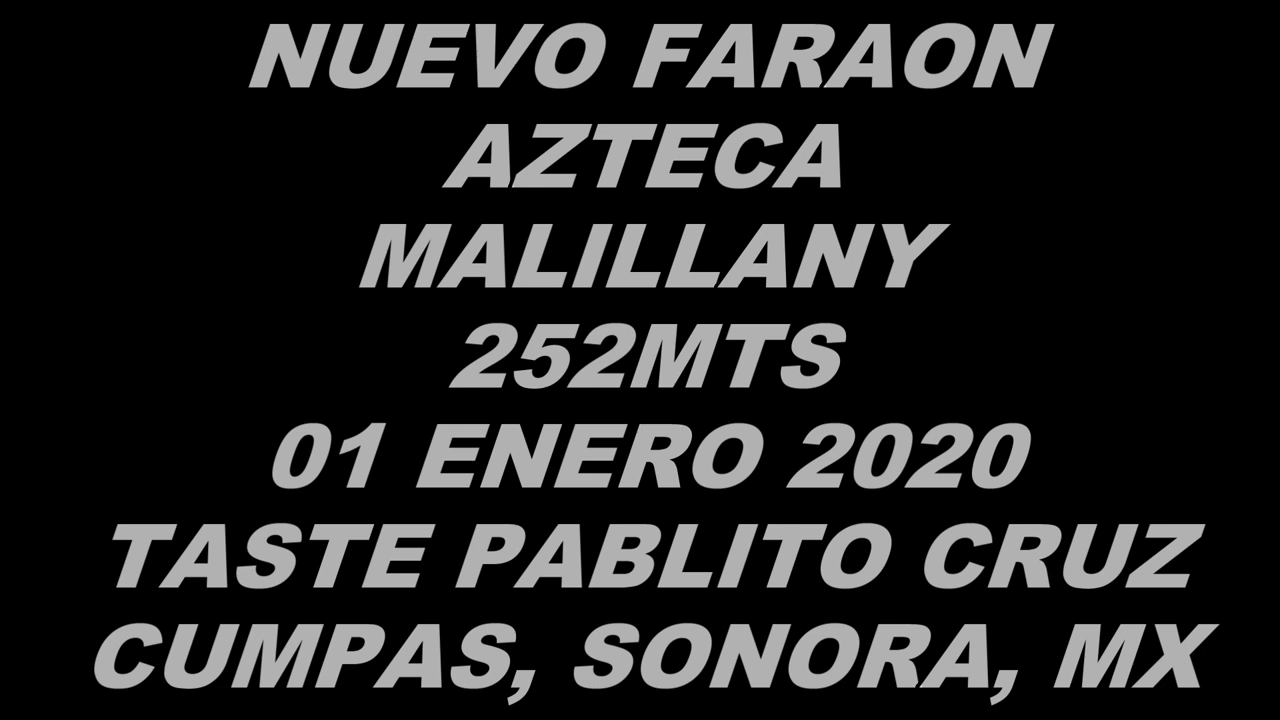 NUEVO FARAON
AZTECA
MALILLANY
252MTS
01 ENERO 2020
TASTE PABLITO CRUZ
CUMPAS, SONORA, MX